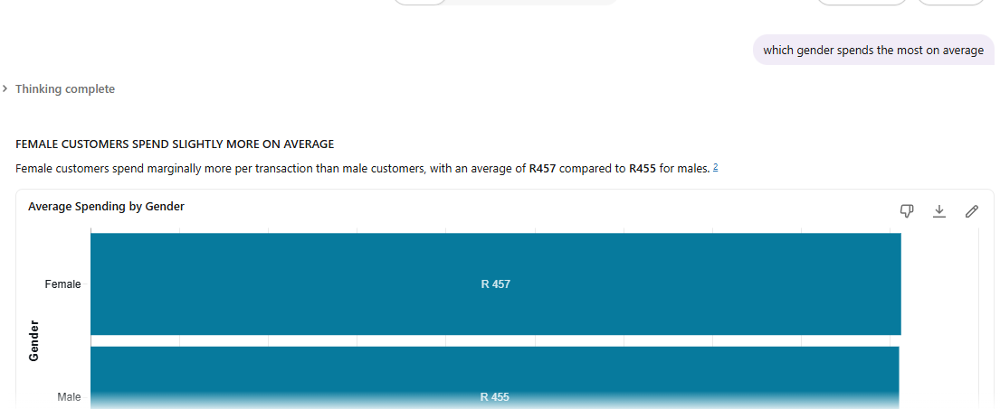 which gender spends the most on average
Thinking complete
FEMALE CUSTOMERS SPEND SLIGHTLY MORE ON AVERAGE
Female customers spend marginally more per transaction than male customers, with an average of R457 compared to R455 for males. 2
Average Spending by Gender
Female
R 457
Gender
Male
R 455